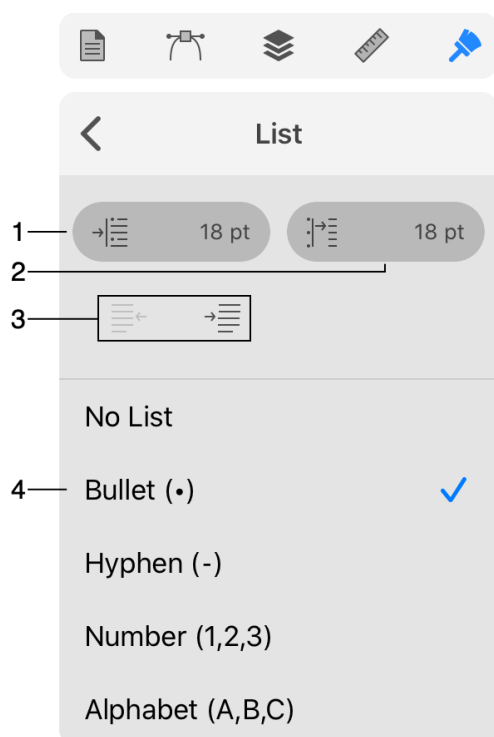 List
1
18 pt
18 pt
2
3
No List
4
Bullet (•)
Hyphen (-)
Number (1,2,3)
Alphabet (A,B,C)